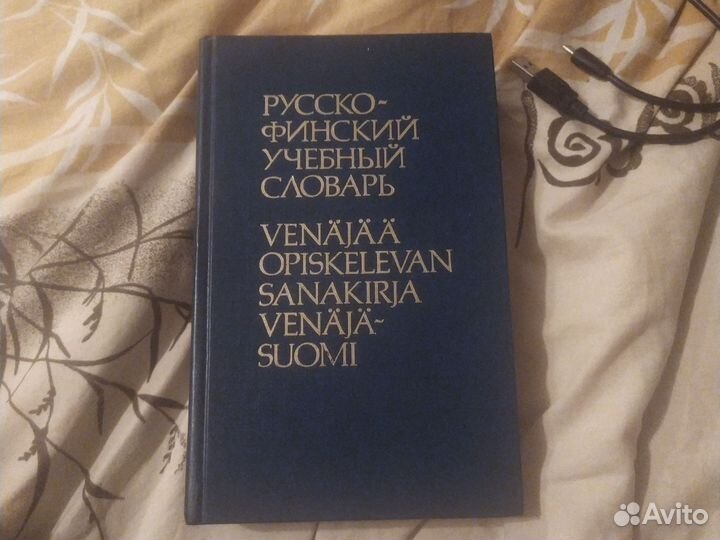 РУССКО-
ФИНСКИЙ
УЧЕБНЫЙ
СЛОВАРЬ
VENÄJÄÄ
OPISKELEVAN
SANAKIRJA
VENÄJÄ-
SUOMI
Avito